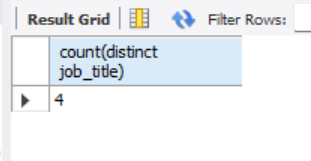 Result Grid Filter Rows:
count(distinct
job_title)
4